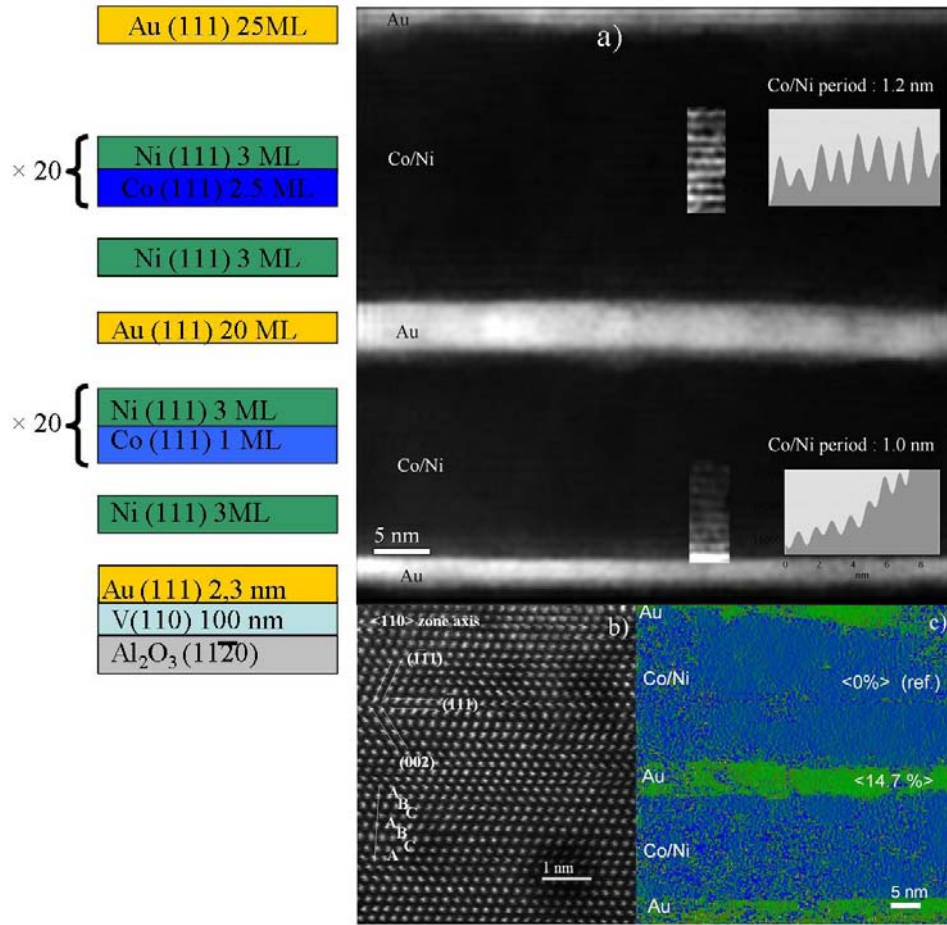 Au (111) 25ML
× 20
Ni (111) 3 ML
Co (111) 2.5 ML
Ni (111) 3 ML
Au (111) 20 ML
× 20
Ni (111) 3 ML
Co (111) 1 ML
Ni (111) 3ML
Au (111) 2,3 nm
V(110) 100 nm
Al₂O₃ (112̅0)
Au
a)
Co/Ni
Co/Ni period : 1.2 nm
Au
Co/Ni
Co/Ni period : 1.0 nm
5 nm
0 2 4 6 8
nm
Au
<110> zone axis
b)
(111)
(111)
(002)
A
B
C
A
B
C
A
1 nm
Au
c)
Co/Ni
<0%> (ref.)
Au
<14.7 %>
Co/Ni
Au
5 nm